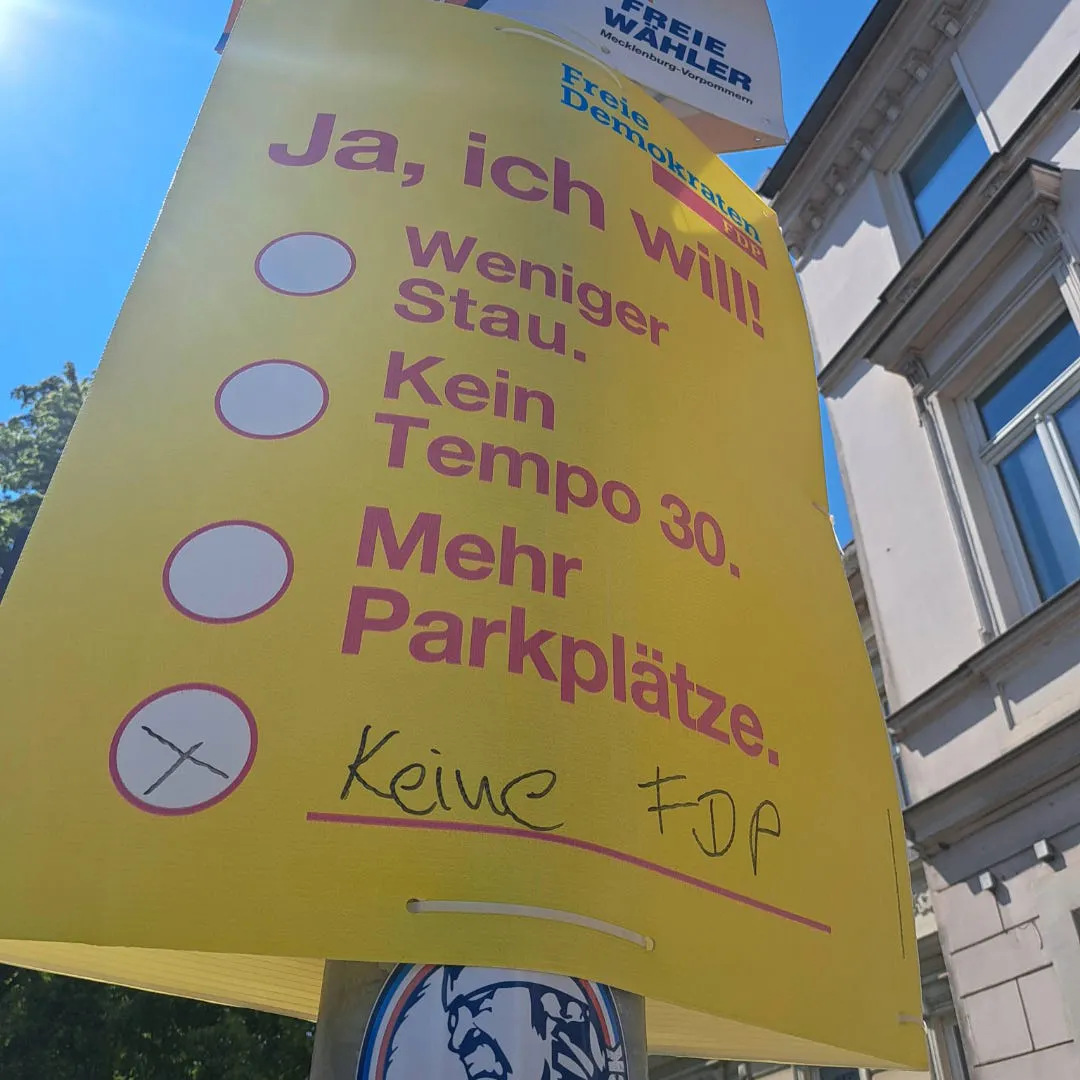 FREIE
WÄHLER
Mecklenburg-Vorpommern
Freie
Demokraten
FDP
Ja, ich will!
Weniger
Stau.
Kein
Tempo 30.
Mehr
Parkplätze.
Keine FDP